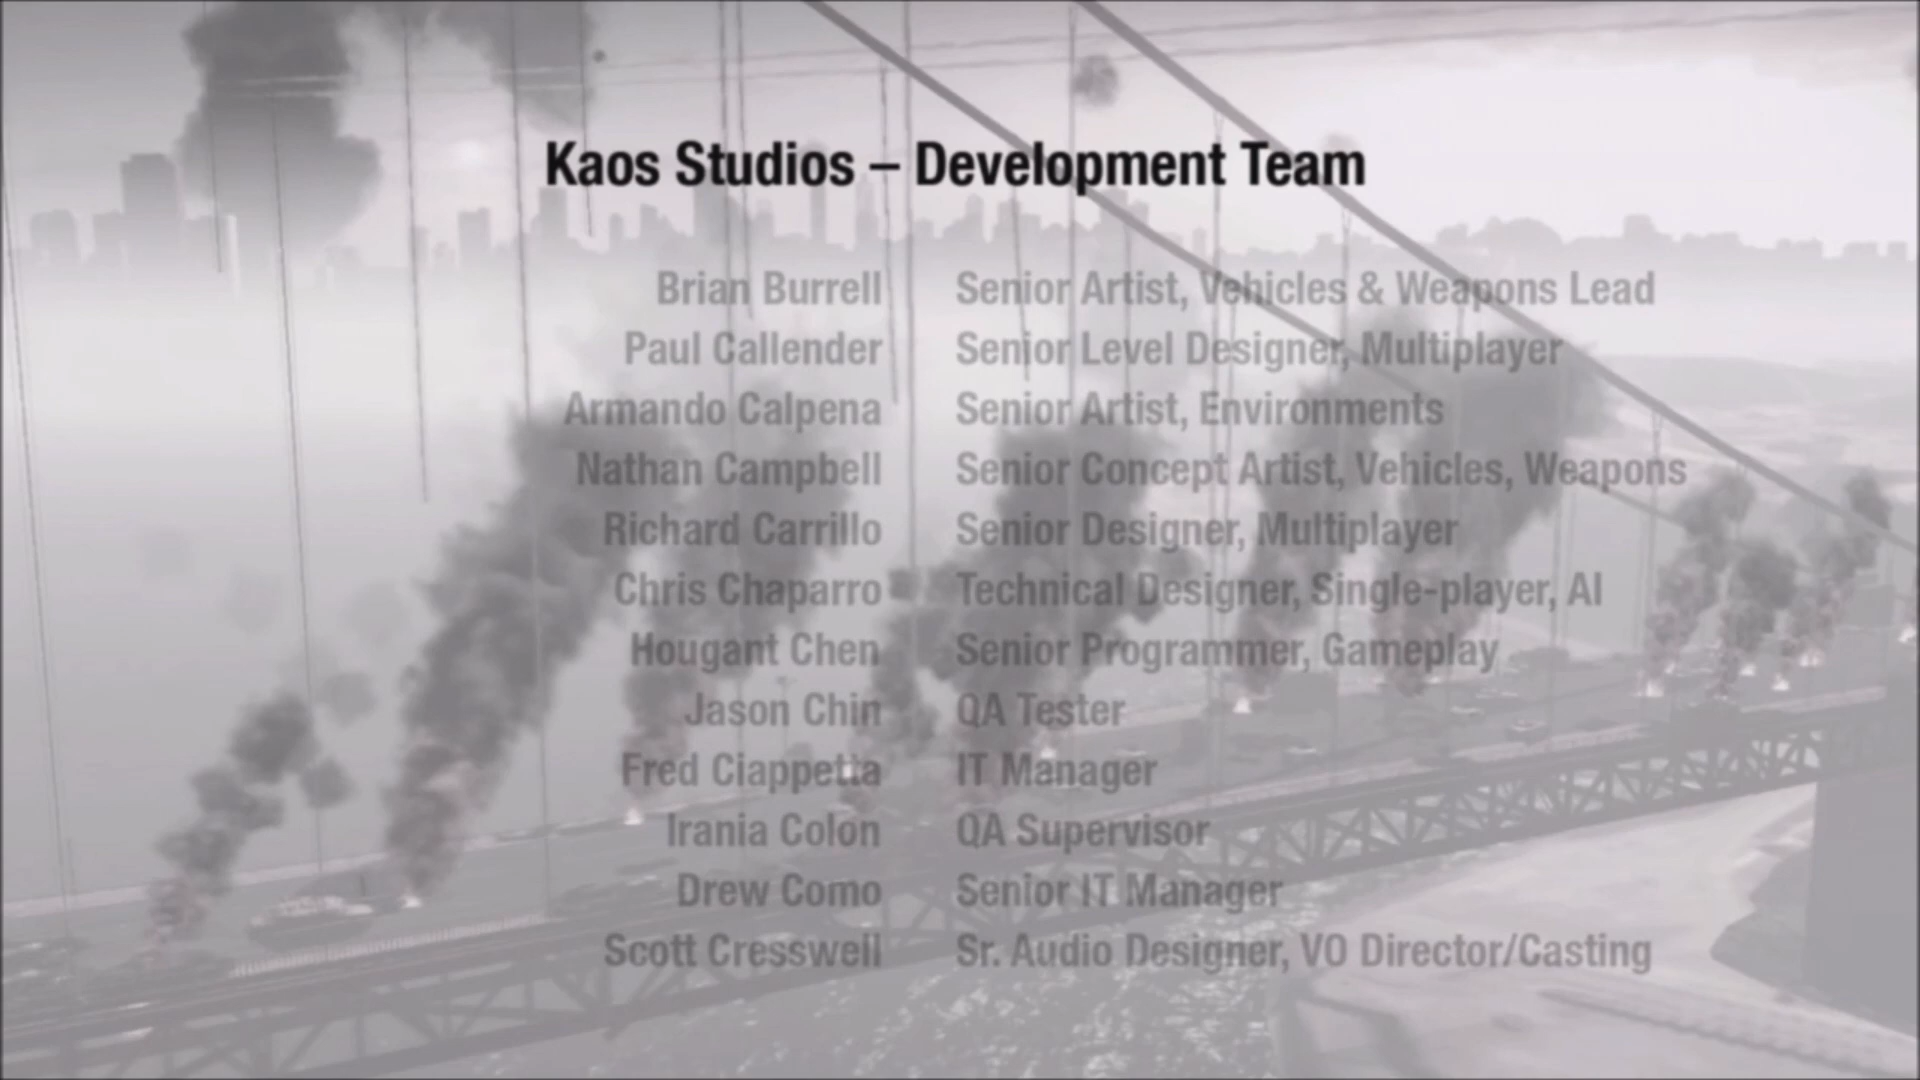 Kaos Studios – Development Team
Brian Burrell Senior Artist, Vehicles & Weapons Lead
Paul Callender Senior Level Designer, Multiplayer
Armando Calpena Senior Artist, Environments
Nathan Campbell Senior Concept Artist, Vehicles, Weapons
Richard Carrillo Senior Designer, Multiplayer
Chris Chaparro Technical Designer, Single-player, AI
Hougant Chen Senior Programmer, Gameplay
Jason Chin QA Tester
Fred Ciappetta IT Manager
Irania Colon QA Supervisor
Drew Como Senior IT Manager
Scott Cresswell Sr. Audio Designer, VO Director/Casting